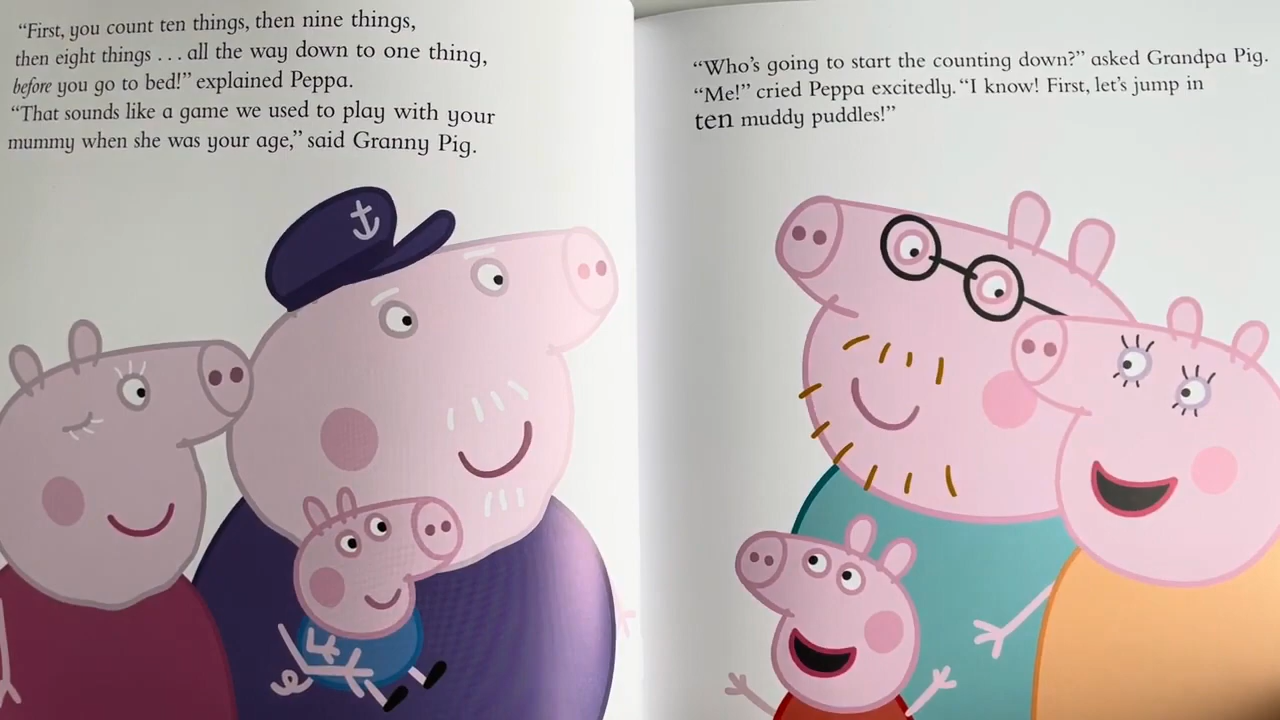 “First, you count ten things, then nine things,
then eight things . . . all the way down to one thing,
before you go to bed!” explained Peppa.
“That sounds like a game we used to play with your
mummy when she was your age,” said Granny Pig.
“Who’s going to start the counting down?” asked Grandpa Pig.
“Me!” cried Peppa excitedly. “I know! First, let’s jump in
ten muddy puddles!”